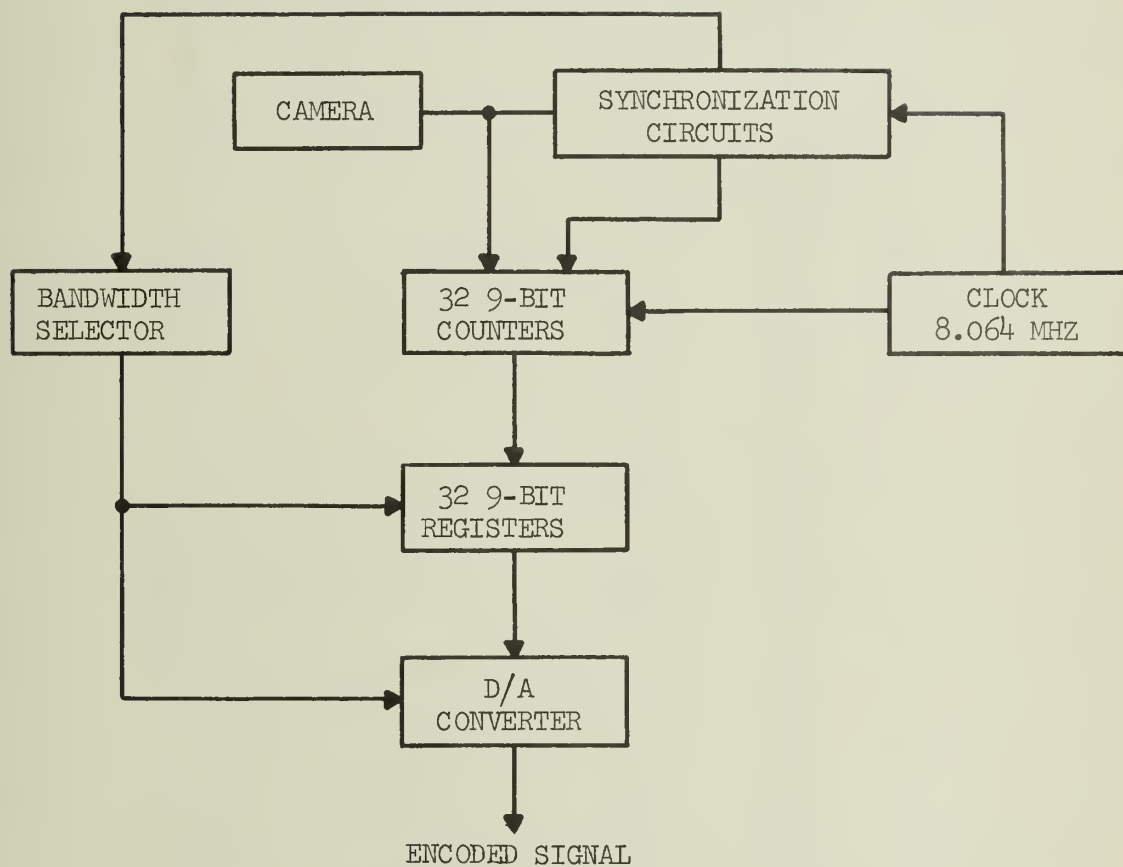 CAMERA
SYNCHRONIZATION
CIRCUITS
BANDWIDTH
SELECTOR
32 9-BIT
COUNTERS
CLOCK
8.064 MHZ
32 9-BIT
REGISTERS
D/A
CONVERTER
ENCODED SIGNAL